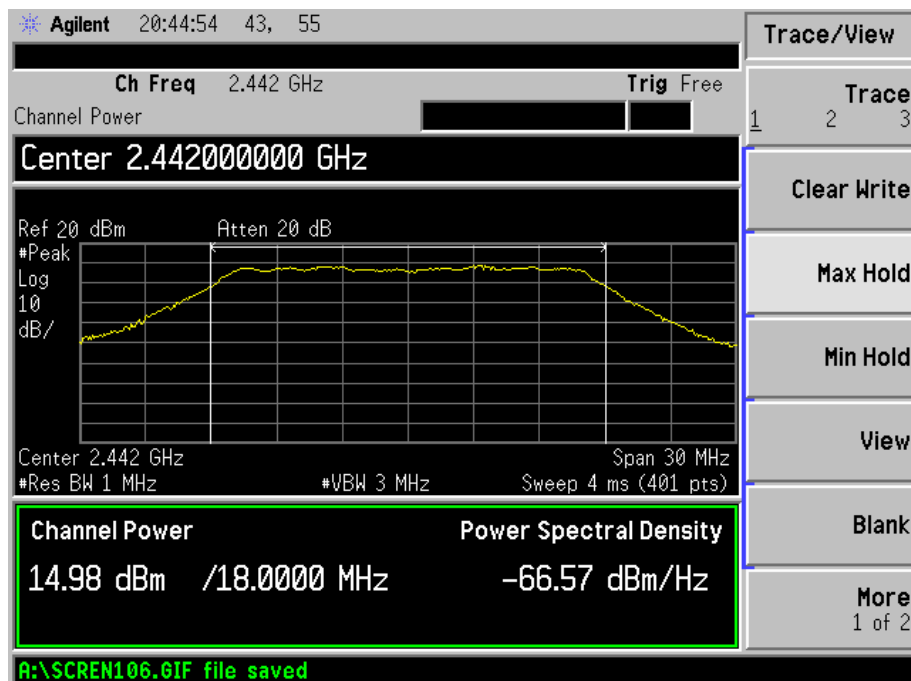 Agilent 20:44:54 43, 55
Trace/View
Ch Freq 2.442 GHz Trig Free
Channel Power
Trace
1 2 3
Center 2.442000000 GHz
Clear Write
Ref 20 dBm Atten 20 dB
#Peak
Log
10
dB/
Max Hold
Min Hold
View
Center 2.442 GHz Span 30 MHz
#Res BW 1 MHz #VBW 3 MHz Sweep 4 ms (401 pts)
Channel Power Power Spectral Density
Blank
14.98 dBm /18.0000 MHz -66.57 dBm/Hz
More
1 of 2
A:\SCREN106.GIF file saved